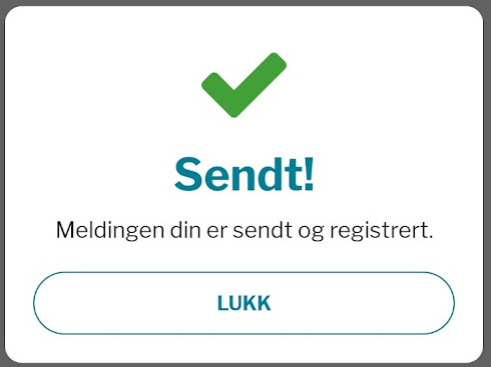 Sendt!
Meldingen din er sendt og registrert.
LUKK